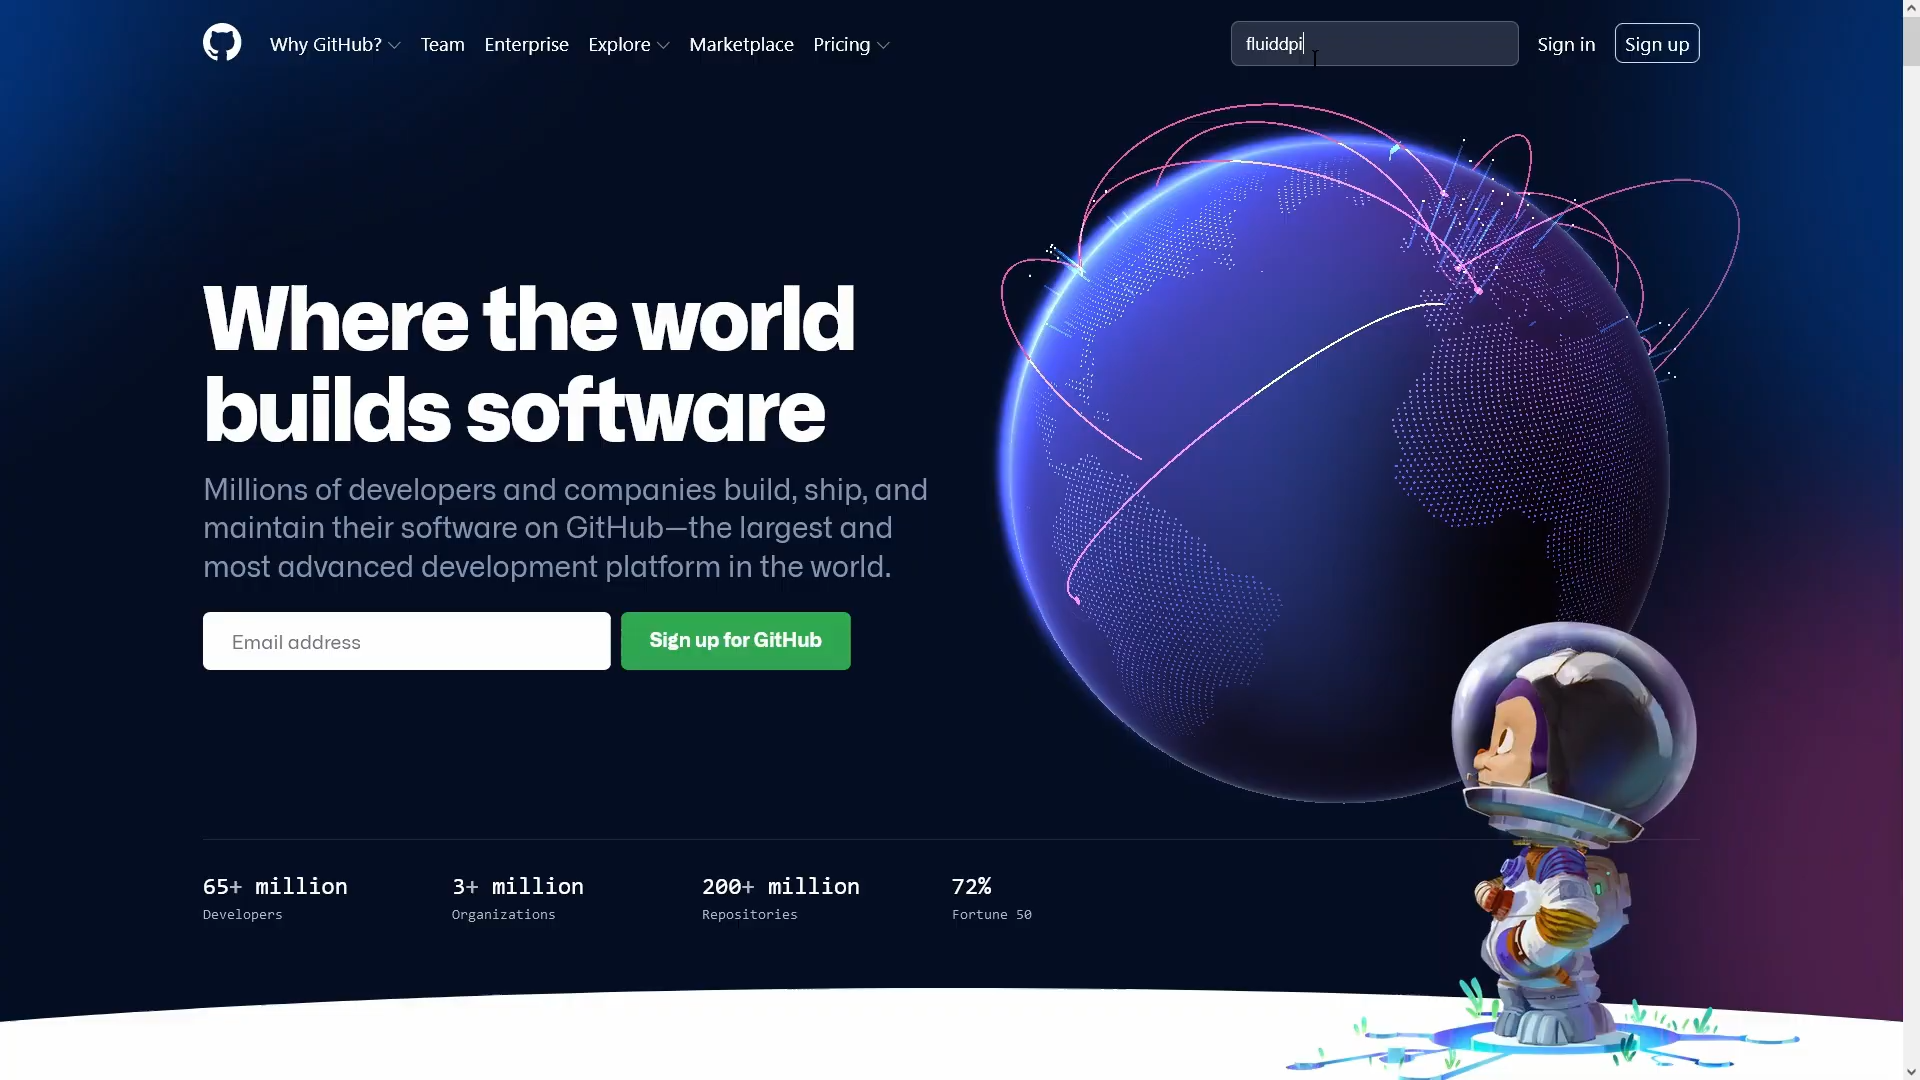 Why GitHub? Team Enterprise Explore Marketplace Pricing fluiddpi Sign in Sign up
Where the world
builds software
Millions of developers and companies build, ship, and
maintain their software on GitHub—the largest and
most advanced development platform in the world.
Email address Sign up for GitHub
65+ million 3+ million 200+ million 72%
Developers Organizations Repositories Fortune 50